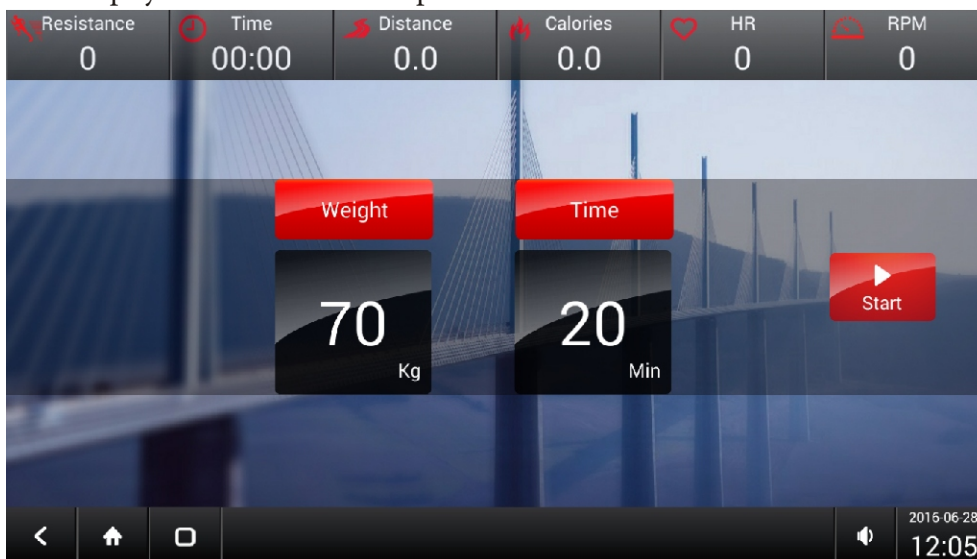 Resistance Time Distance Calories HR RPM
0 00:00 0.0 0.0 0 0
Weight Time
70 20
Kg Min
Start
2016-06-28
12:05